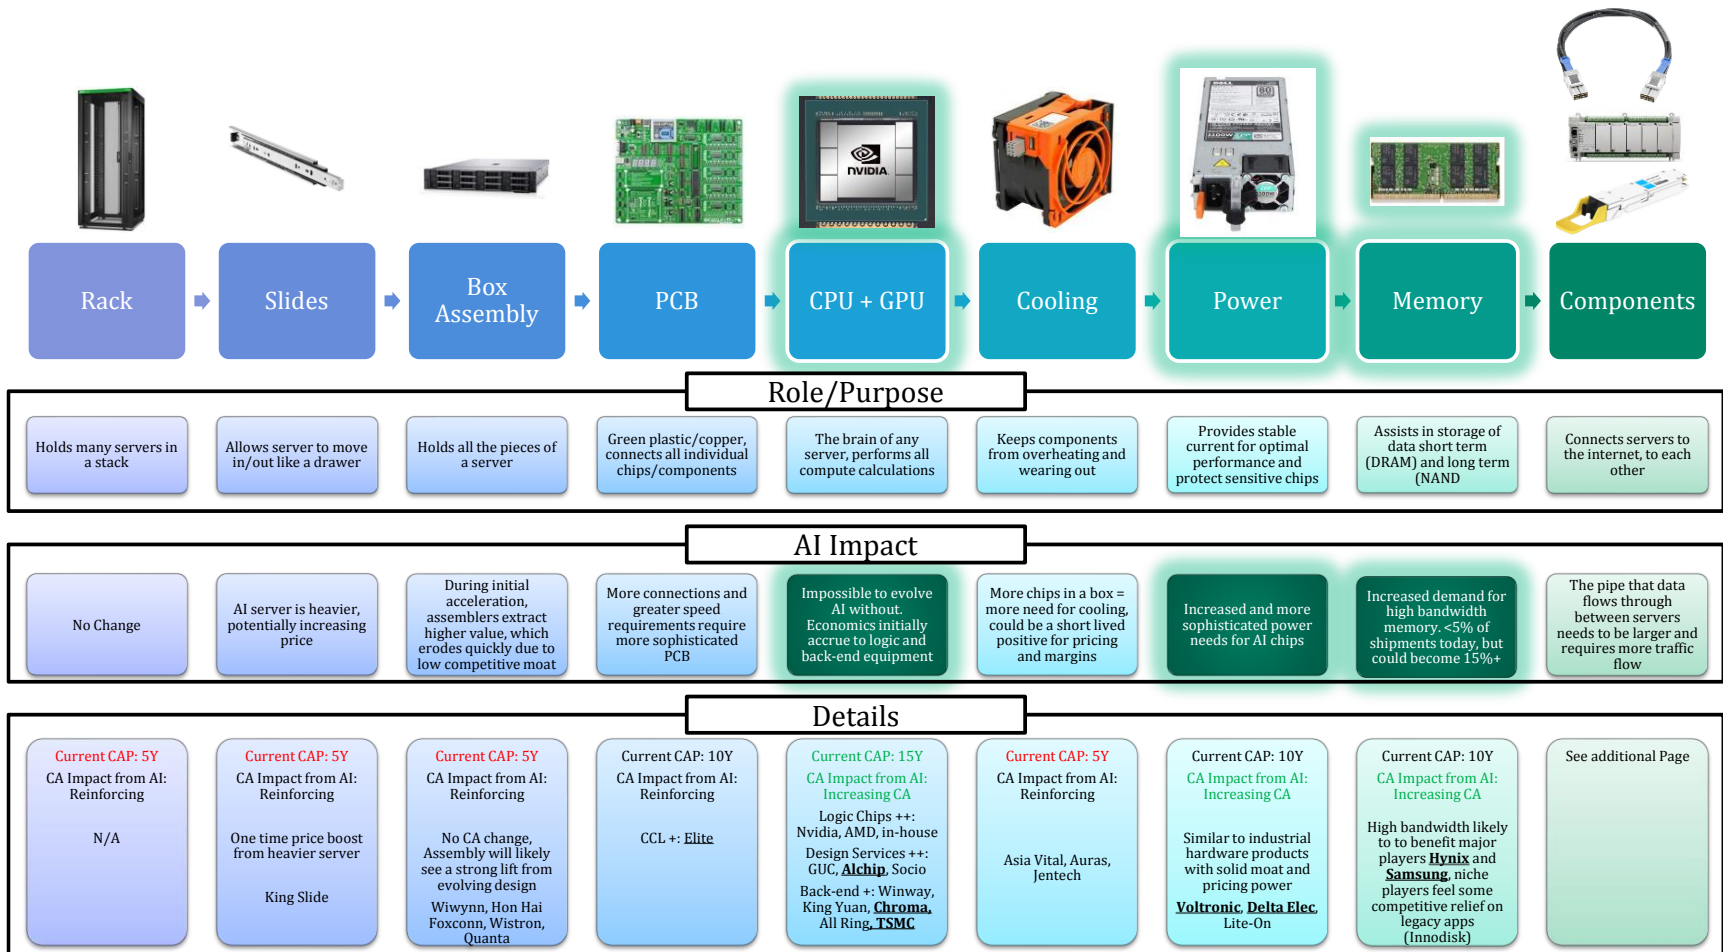 DELL
80
1100W
NVIDIA
Rack
Slides
Box
Assembly
PCB
CPU + GPU
Cooling
Power
Memory
Components
Role/Purpose
Holds many servers in
a stack
Allows server to move
in/out like a drawer
Holds all the pieces of
a server
Green plastic/copper,
connects all individual
chips/components
The brain of any
server, performs all
compute calculations
Keeps components
from overheating and
wearing out
Provides stable
current for optimal
performance and
protect sensitive chips
Assists in storage of
data short term
(DRAM) and long term
(NAND
Connects servers to
the internet, to each
other
AI Impact
No Change
AI server is heavier,
potentially increasing
price
During initial
acceleration,
assemblers extract
higher value, which
erodes quickly due to
low competitive moat
More connections and
greater speed
requirements require
more sophisticated
PCB
Impossible to evolve
AI without.
Economics initially
accrue to logic and
back-end equipment
More chips in a box =
more need for cooling,
could be a short lived
positive for pricing
and margins
Increased and more
sophisticated power
needs for AI chips
Increased demand for
high bandwidth
memory. <5% of
shipments today, but
could become 15%+
The pipe that data
flows through
between servers
needs to be larger and
requires more traffic
flow
Details
Current CAP: 5Y
CA Impact from AI:
Reinforcing
N/A
Current CAP: 5Y
CA Impact from AI:
Reinforcing
One time price boost
from heavier server
King Slide
Current CAP: 5Y
CA Impact from AI:
Reinforcing
No CA change,
Assembly will likely
see a strong lift from
evolving design
Wiwynn, Hon Hai
Foxconn, Wistron,
Quanta
Current CAP: 10Y
CA Impact from AI:
Reinforcing
CCL +: Elite
Current CAP: 15Y
CA Impact from AI:
Increasing CA
Logic Chips ++:
Nvidia, AMD, in-house
Design Services ++:
GUC, Alchip, Socio
Back-end +: Winway,
King Yuan, Chroma,
All Ring, TSMC
Current CAP: 5Y
CA Impact from AI:
Reinforcing
Asia Vital, Auras,
Jentech
Current CAP: 10Y
CA Impact from AI:
Increasing CA
Similar to industrial
hardware products
with solid moat and
pricing power
Voltronic, Delta Elec,
Lite-On
Current CAP: 10Y
CA Impact from AI:
Increasing CA
High bandwidth likely
to to benefit major
players Hynix and
Samsung, niche
players feel some
competitive relief on
legacy apps
(Innodisk)
See additional Page